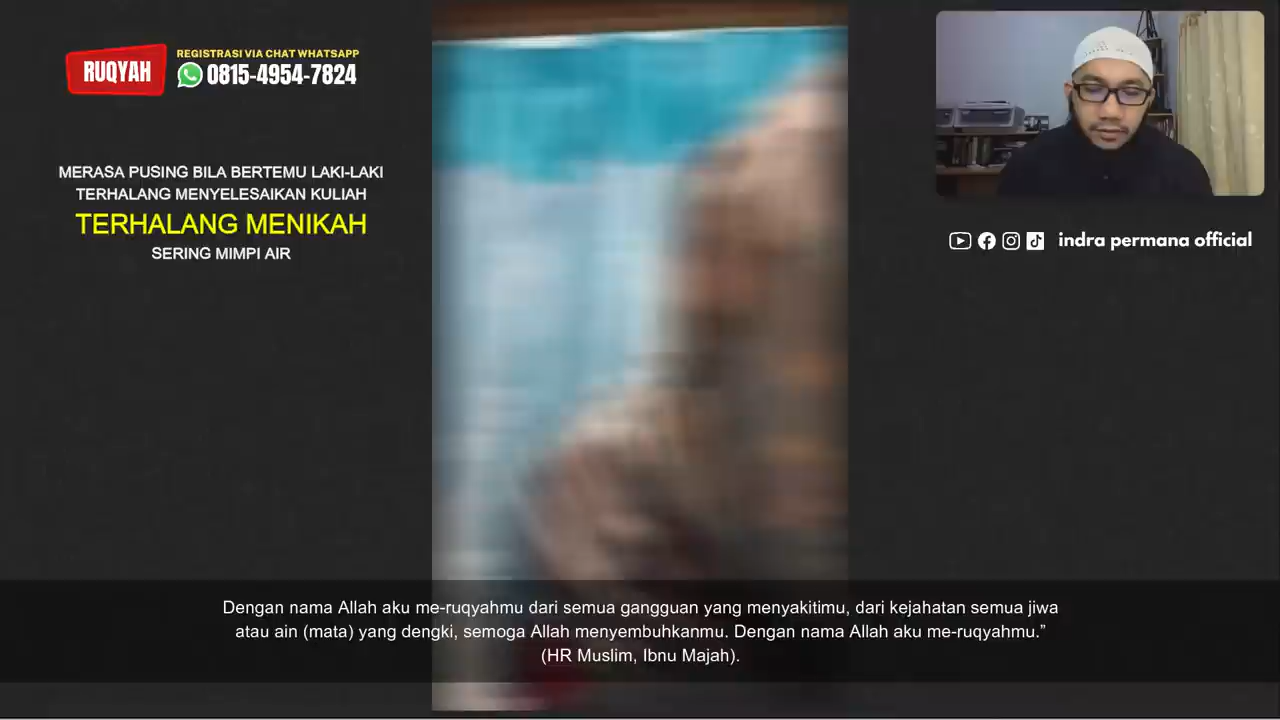 RUQYAH
REGISTRASI VIA CHAT WHATSAPP
0815-4954-7824
MERASA PUSING BILA BERTEMU LAKI-LAKI
TERHALANG MENYELESAIKAN KULIAH
TERHALANG MENIKAH
SERING MIMPI AIR
indra permana official
Dengan nama Allah aku me-ruqyahmu dari semua gangguan yang menyakitimu, dari kejahatan semua jiwa
atau ain (mata) yang dengki, semoga Allah menyembuhkanmu. Dengan nama Allah aku me-ruqyahmu.”
(HR Muslim, Ibnu Majah).